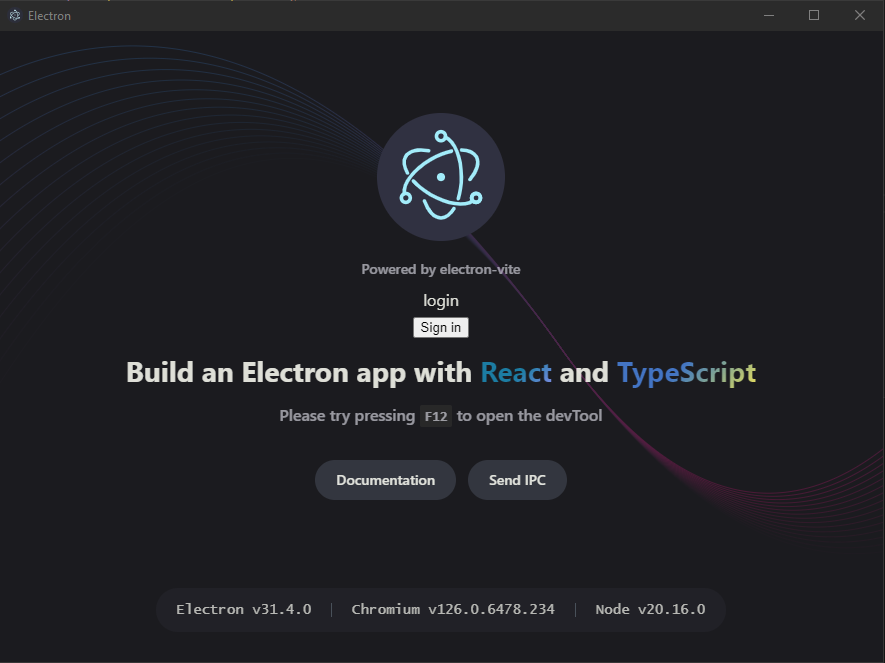 Electron
Powered by electron-vite
login
Sign in
Build an Electron app with React and TypeScript
Please try pressing F12 to open the devTool
Documentation Send IPC
Electron v31.4.0 | Chromium v126.0.6478.234 | Node v20.16.0